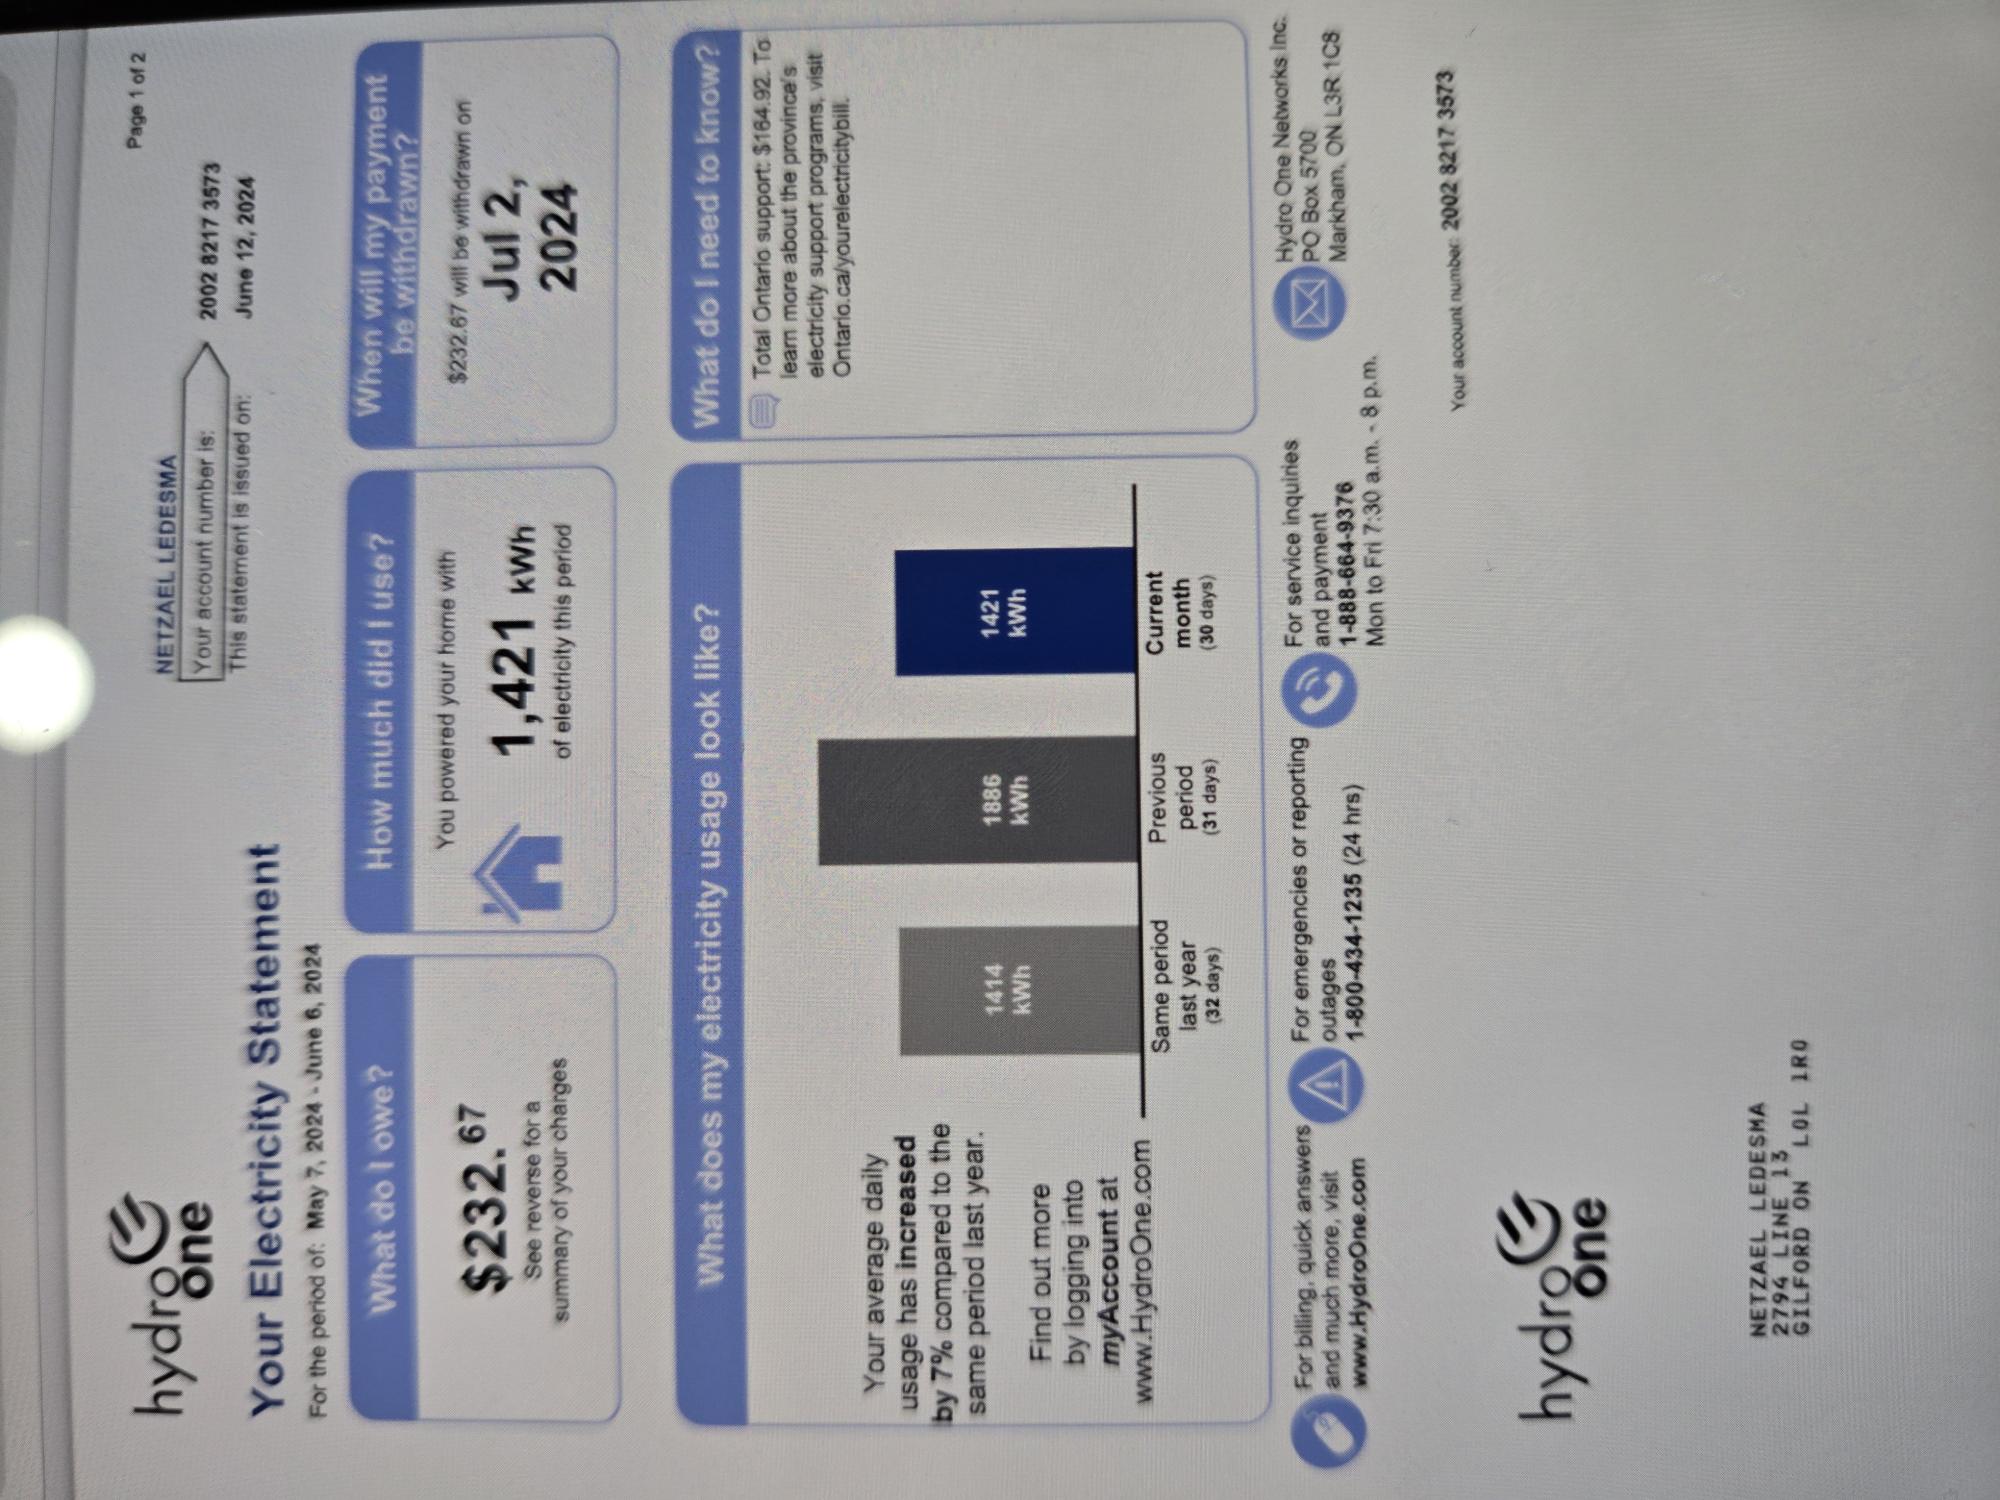 hydro
one
Page 1 of 2
NETZAEL LEDESMA
Your account number is: 2002 8217 3573
This statement is issued on: June 12, 2024
Your Electricity Statement
For the period of: May 7, 2024 - June 6, 2024
What do I owe?
$232.67
See reverse for a
summary of your charges
How much did I use?
You powered your home with
1,421 kWh
of electricity this period
When will my payment
be withdrawn?
$232.67 will be withdrawn on
Jul 2,
2024
What does my electricity usage look like?
Your average daily
usage has increased
by 7% compared to the
same period last year.
Find out more
by logging into
myAccount at
www.HydroOne.com
1414
kWh
Same period
last year
(32 days)
1886
kWh
Previous
period
(31 days)
1421
kWh
Current
month
(30 days)
What do I need to know?
Total Ontario support: $164.92. To
learn more about the province's
electricity support programs, visit
Ontario.ca/yourelectricitybill.
For billing, quick answers
and much more, visit
www.HydroOne.com
For emergencies or reporting
outages
1-800-434-1235 (24 hrs)
For service inquiries
and payment
1-888-664-9376
Mon to Fri 7:30 a.m. - 8 p.m.
Hydro One Networks Inc.
PO Box 5700
Markham, ON L3R 1C8
Your account number: 2002 8217 3573
hydro
one
NETZAEL LEDESMA
2794 LINE 13
GILFORD ON L0L 1R0